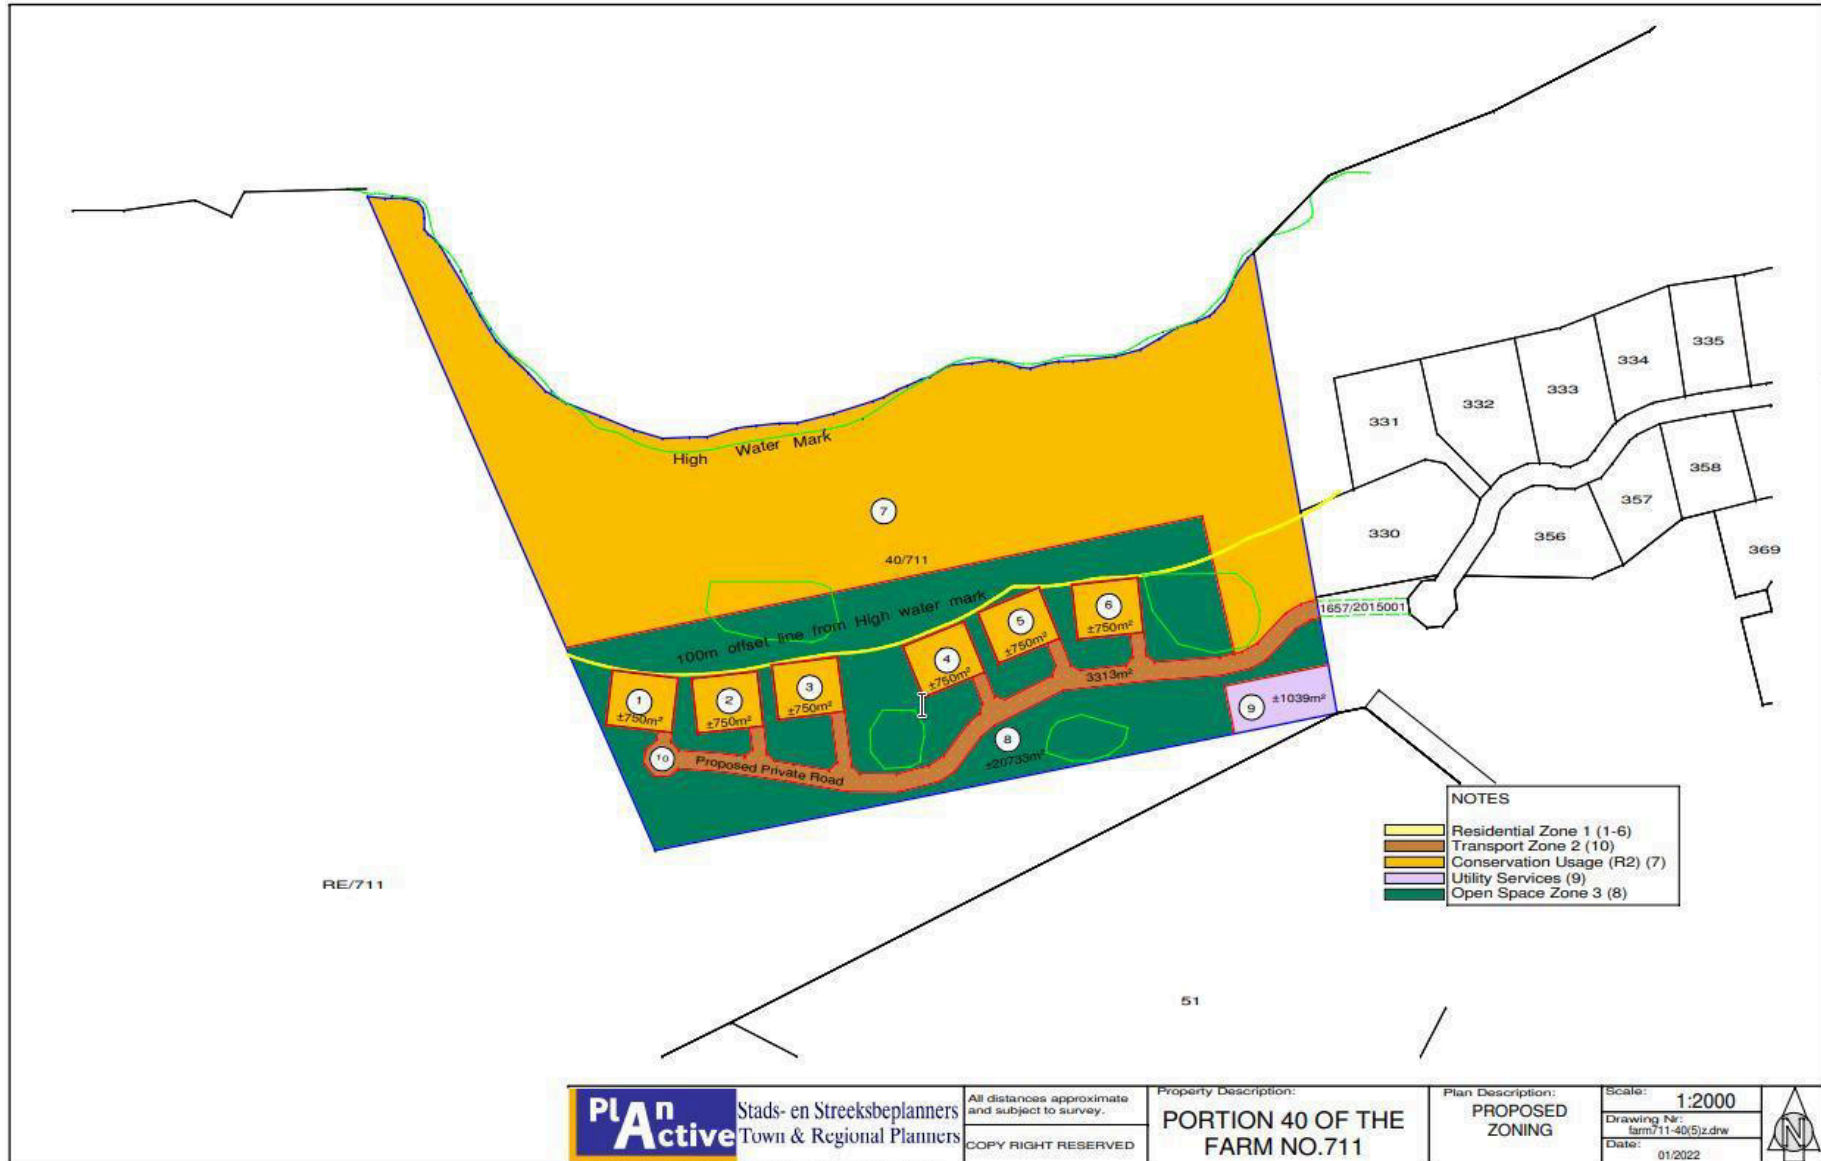 High Water Mark
7
40/711
100m offset line from High water mark
1
±750m²
2
±750m²
3
±750m²
4
±750m²
5
±750m²
6
±750m²
3313m²
8
±20733m²
9
±1039m²
10
Proposed Private Road
1657/2015001
330
331
332
333
334
335
356
357
358
369
RE/711
51
NOTES
Residential Zone 1 (1-6)
Transport Zone 2 (10)
Conservation Usage (R2) (7)
Utility Services (9)
Open Space Zone 3 (8)
PlAn
Active
Stads- en Streeksbeplanners
Town & Regional Planners
All distances approximate
and subject to survey.
COPY RIGHT RESERVED
Property Description:
PORTION 40 OF THE
FARM NO.711
Plan Description:
PROPOSED
ZONING
Scale:
1:2000
Drawing Nr:
farm711-40(5)z.drw
Date:
01/2022
N